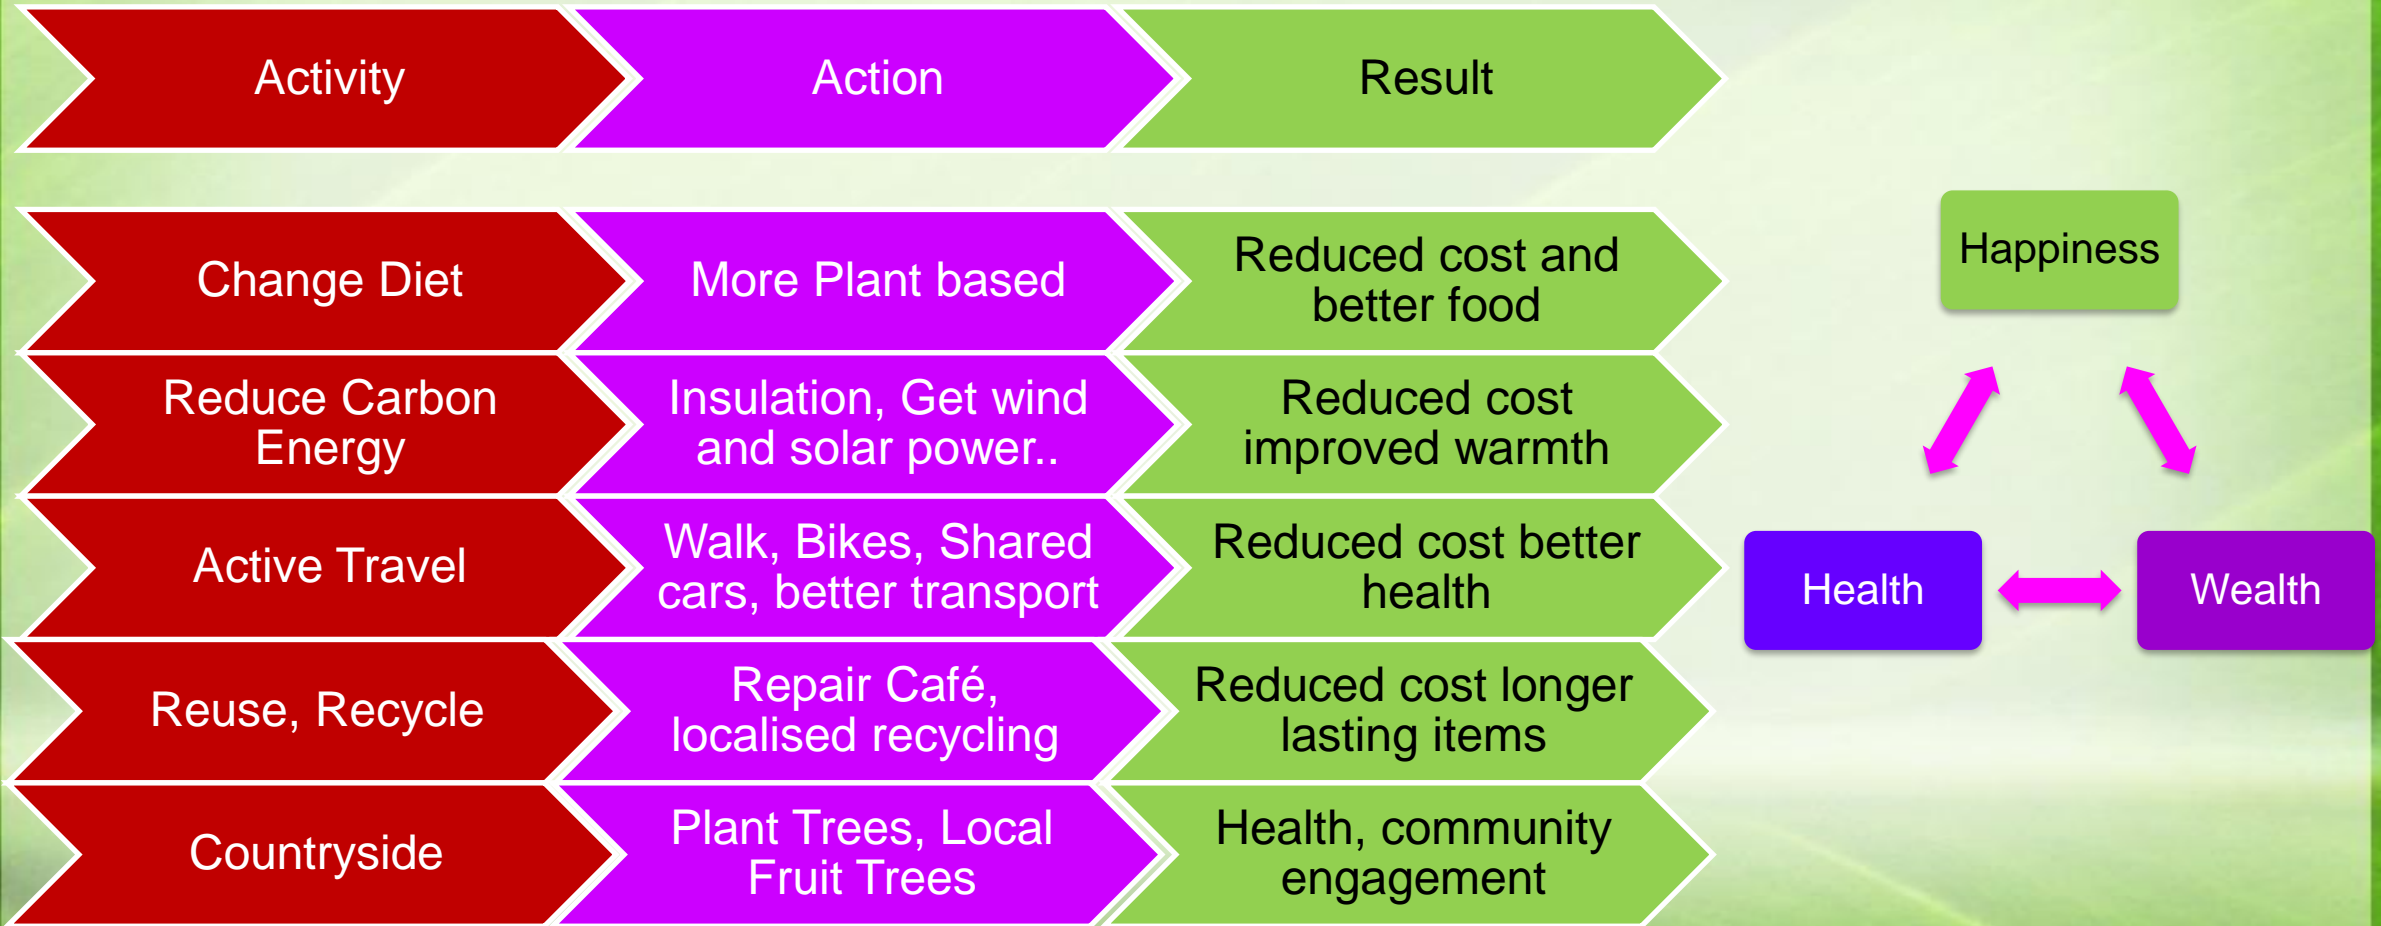 Activity
Action
Result
Change Diet
More Plant based
Reduced cost and
better food
Reduce Carbon
Energy
Insulation, Get wind
and solar power..
Reduced cost
improved warmth
Active Travel
Walk, Bikes, Shared
cars, better transport
Reduced cost better
health
Reuse, Recycle
Repair Café,
localised recycling
Reduced cost longer
lasting items
Countryside
Plant Trees, Local
Fruit Trees
Health, community
engagement
Happiness
Health
Wealth